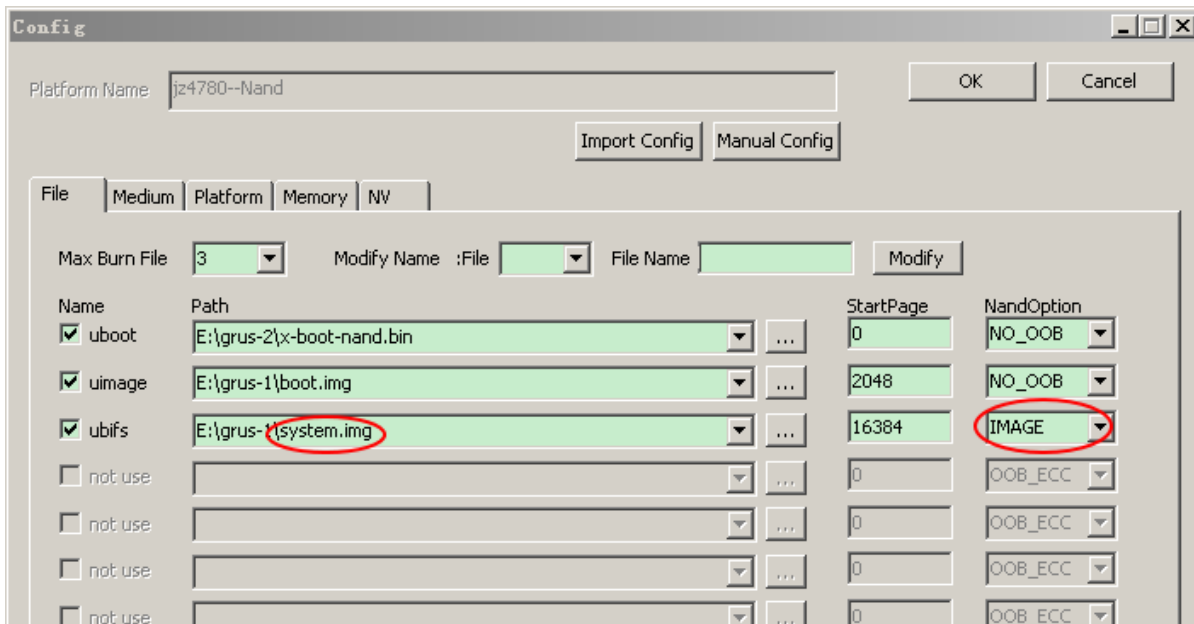 Config
Platform Name jz4780--Nand OK Cancel
Import Config Manual Config
File Medium Platform Memory NV
Max Burn File 3 Modify Name :File File Name Modify
Name Path StartPage NandOption
uboot E:\grus-2\x-boot-nand.bin ... 0 NO_OOB
uimage E:\grus-1\boot.img ... 2048 NO_OOB
ubifs E:\grus-1\system.img ... 16384 IMAGE
not use ... 0 OOB_ECC
not use ... 0 OOB_ECC
not use ... 0 OOB_ECC
not use ... 0 OOB_ECC